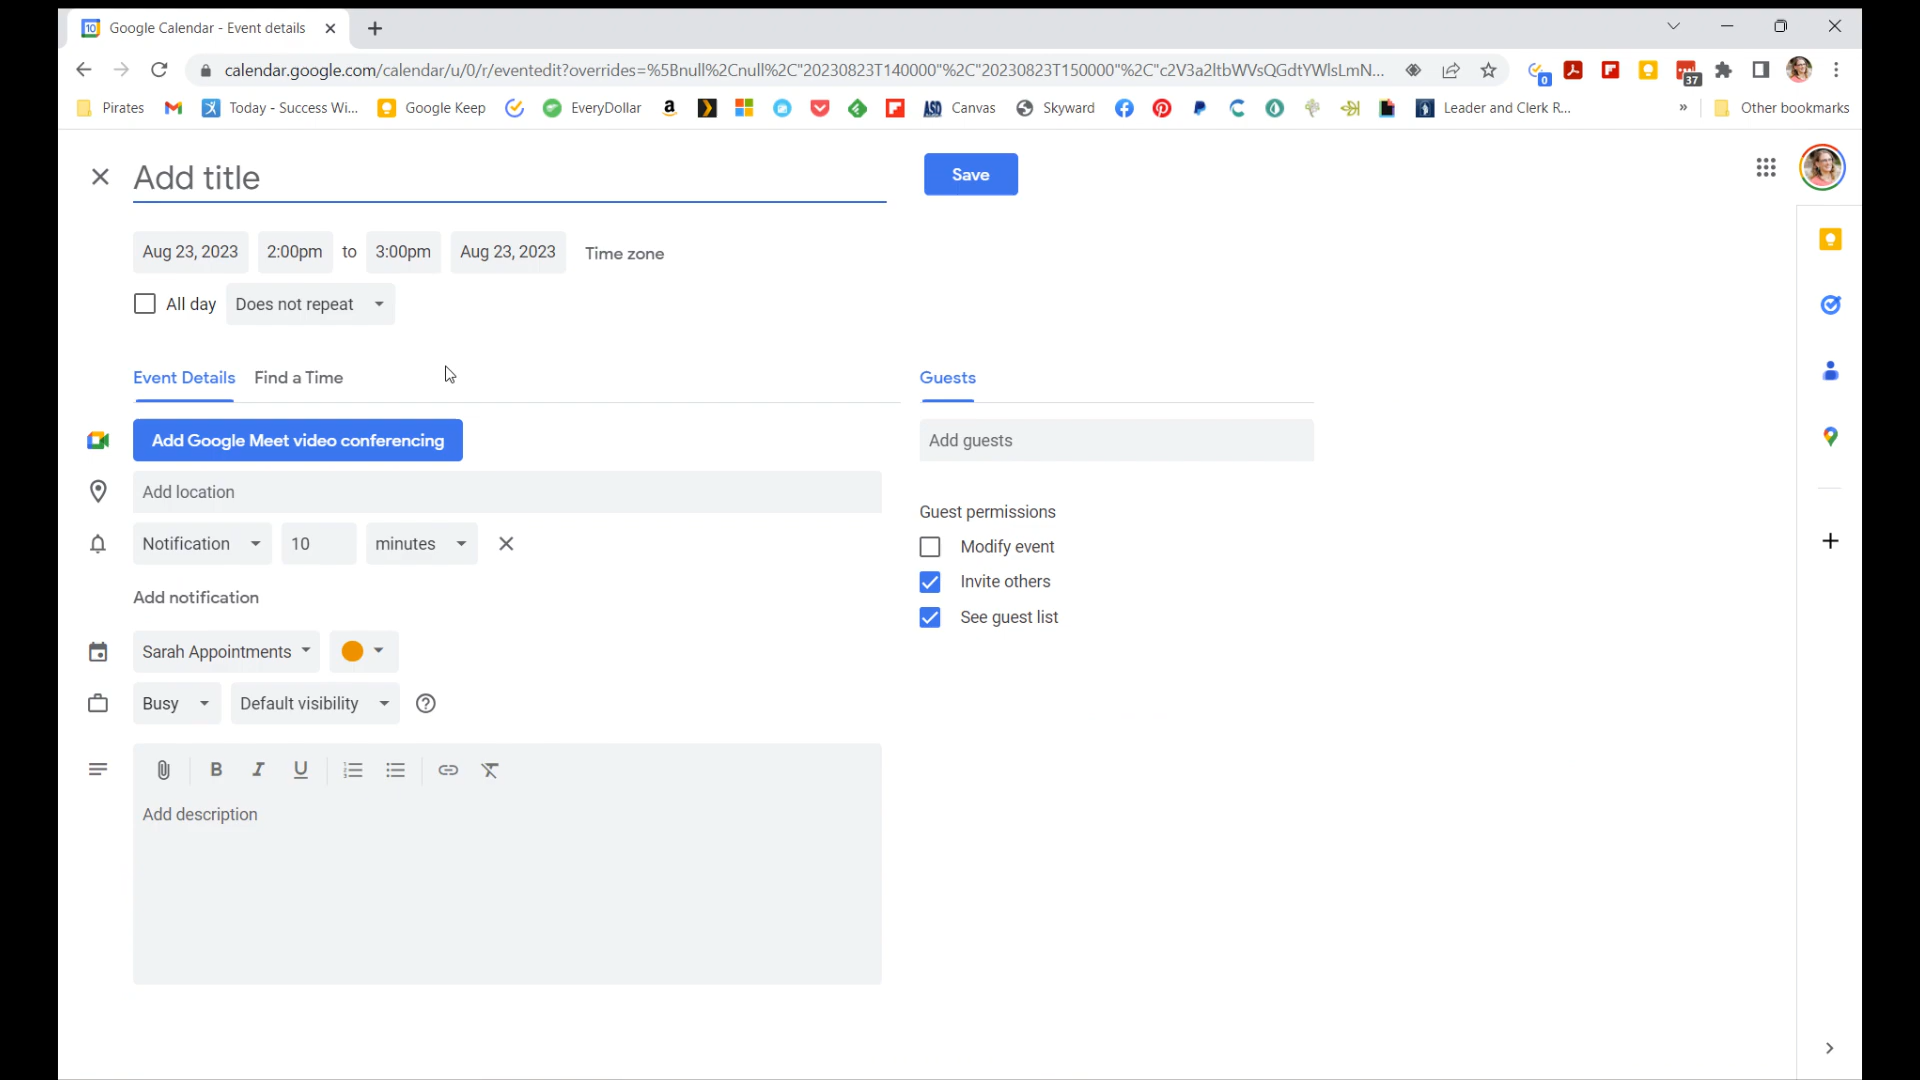 10 Google Calendar - Event details
calendar.google.com/calendar/u/0/r/eventedit?overrides=%5Bnull%2Cnull%2C"20230823T140000"%2C"20230823T150000"%2C"c2V3a2ltbWVsQGdtYWlsLmN...
0 37
Pirates Today - Success Wi... Google Keep EveryDollar a ASD Canvas Skyward Leader and Clerk R... » Other bookmarks
Add title Save
Aug 23, 2023 2:00pm to 3:00pm Aug 23, 2023 Time zone
All day Does not repeat
Event Details Find a Time Guests
Add Google Meet video conferencing Add guests
Add location
Guest permissions
Notification 10 minutes Modify event
Invite others
Add notification
See guest list
Sarah Appointments
Busy Default visibility ?
B I U
Add description